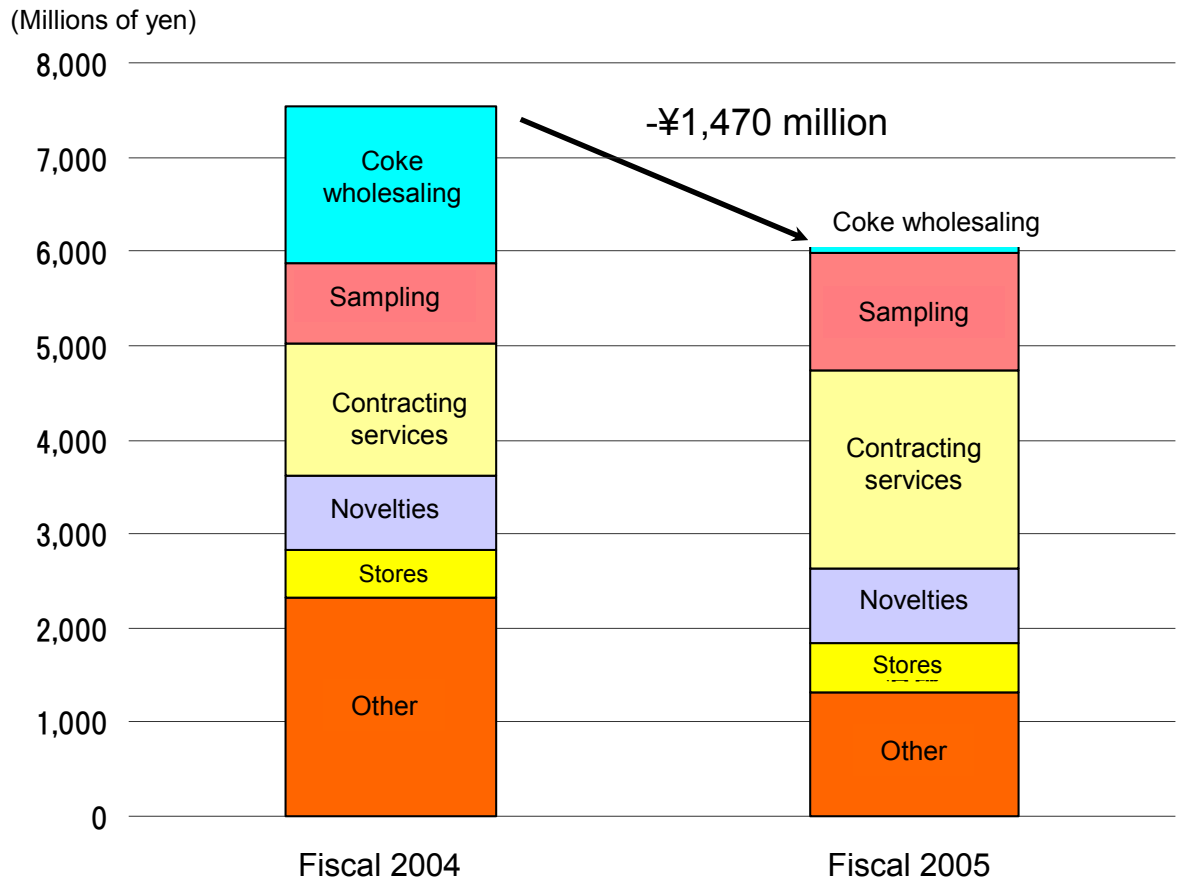 (Millions of yen)
8,000
7,000
6,000
5,000
4,000
3,000
2,000
1,000
0
-¥1,470 million
Coke
wholesaling
Sampling
Contracting
services
Novelties
Stores
Other
Coke wholesaling
Sampling
Contracting
services
Novelties
Stores
Other
Fiscal 2004
Fiscal 2005